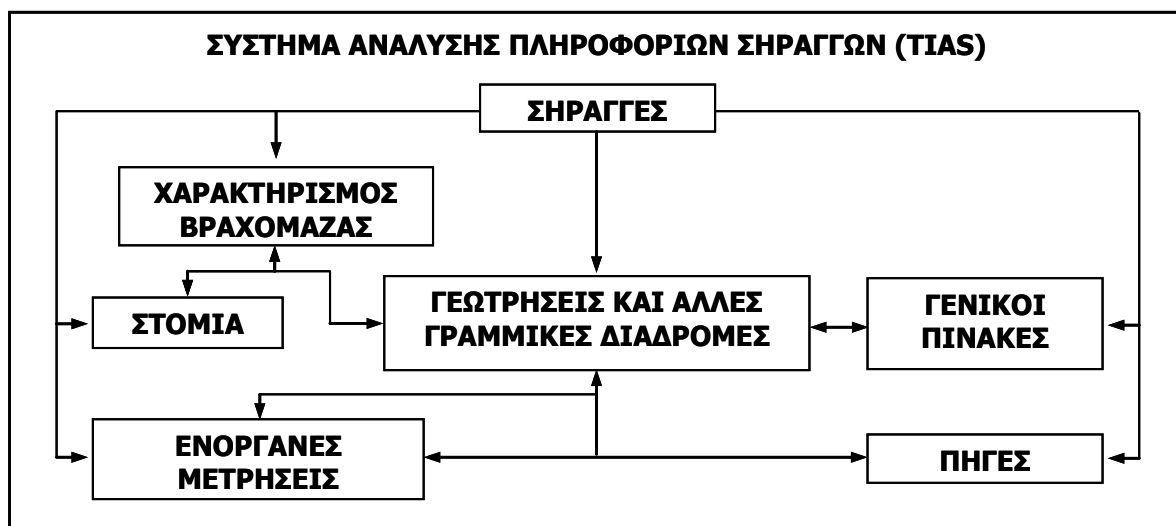 ΣΥΣΤΗΜΑ ΑΝΑΛΥΣΗΣ ΠΛΗΡΟΦΟΡΙΩΝ ΣΗΡΑΓΓΩΝ (TIAS)
ΣΗΡΑΓΓΕΣ
ΧΑΡΑΚΤΗΡΙΣΜΟΣ
ΒΡΑΧΟΜΑΖΑΣ
ΣΤΟΜΙΑ
ΓΕΩΤΡΗΣΕΙΣ ΚΑΙ ΑΛΛΕΣ
ΓΡΑΜΜΙΚΕΣ ΔΙΑΔΡΟΜΕΣ
ΓΕΝΙΚΟΙ
ΠΙΝΑΚΕΣ
ΕΝΟΡΓΑΝΕΣ
ΜΕΤΡΗΣΕΙΣ
ΠΗΓΕΣ